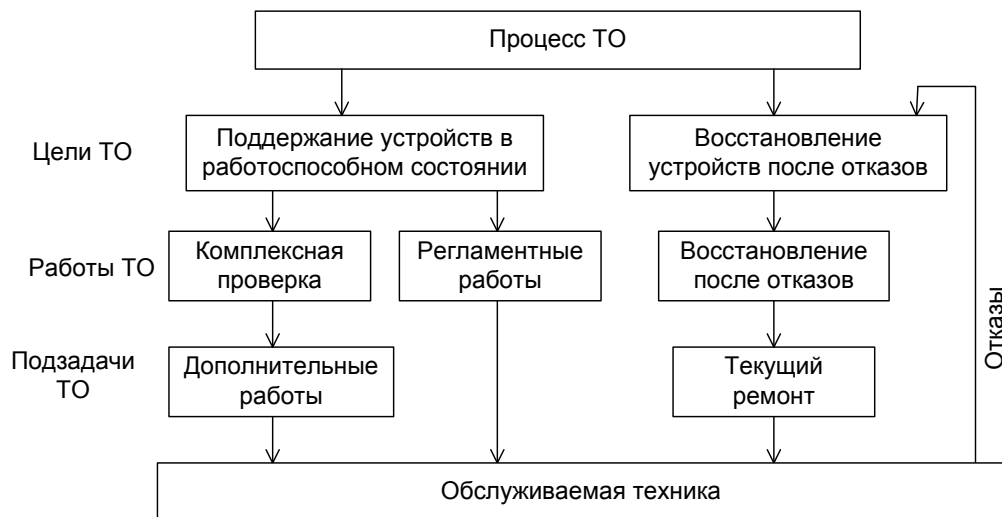 Процесс ТО
Цели ТО
Поддержание устройств в
работоспособном состоянии
Восстановление
устройств после отказов
Работы ТО
Комплексная
проверка
Регламентные
работы
Восстановление
после отказов
Подзадачи
ТО
Дополнительные
работы
Текущий
ремонт
Отказы
Обслуживаемая техника